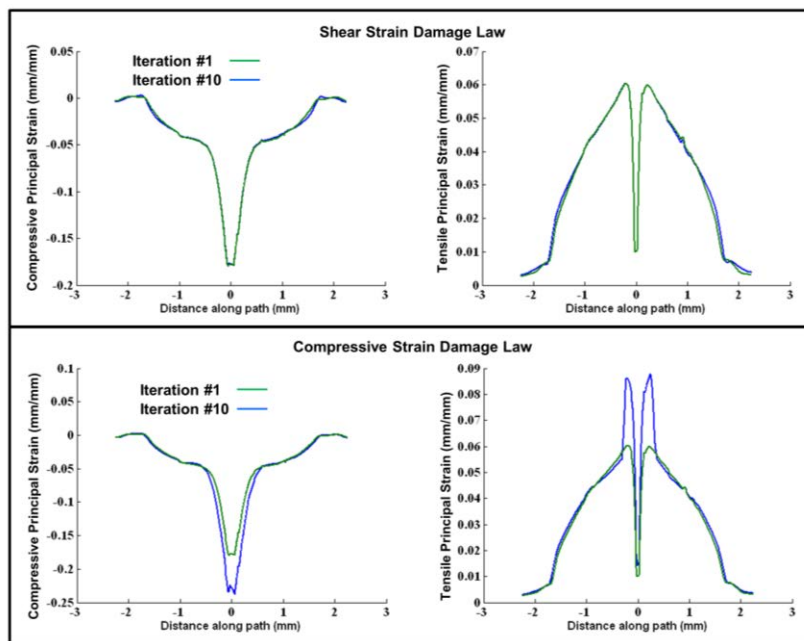 Shear Strain Damage Law
Iteration #1
Iteration #10
Compressive Principal Strain (mm/mm)
0.05
0
-0.05
-0.1
-0.15
-0.2
-3 -2 -1 0 1 2 3
Distance along path (mm)
Tensile Principal Strain (mm/mm)
0.07
0.06
0.05
0.04
0.03
0.02
0.01
0
-3 -2 -1 0 1 2 3
Distance along path (mm)
Compressive Strain Damage Law
Iteration #1
Iteration #10
Compressive Principal Strain (mm/mm)
0.1
0.05
0
-0.05
-0.1
-0.15
-0.2
-0.25
-3 -2 -1 0 1 2 3
Distance along path (mm)
Tensile Principal Strain (mm/mm)
0.09
0.08
0.07
0.06
0.05
0.04
0.03
0.02
0.01
0
-3 -2 -1 0 1 2 3
Distance along path (mm)